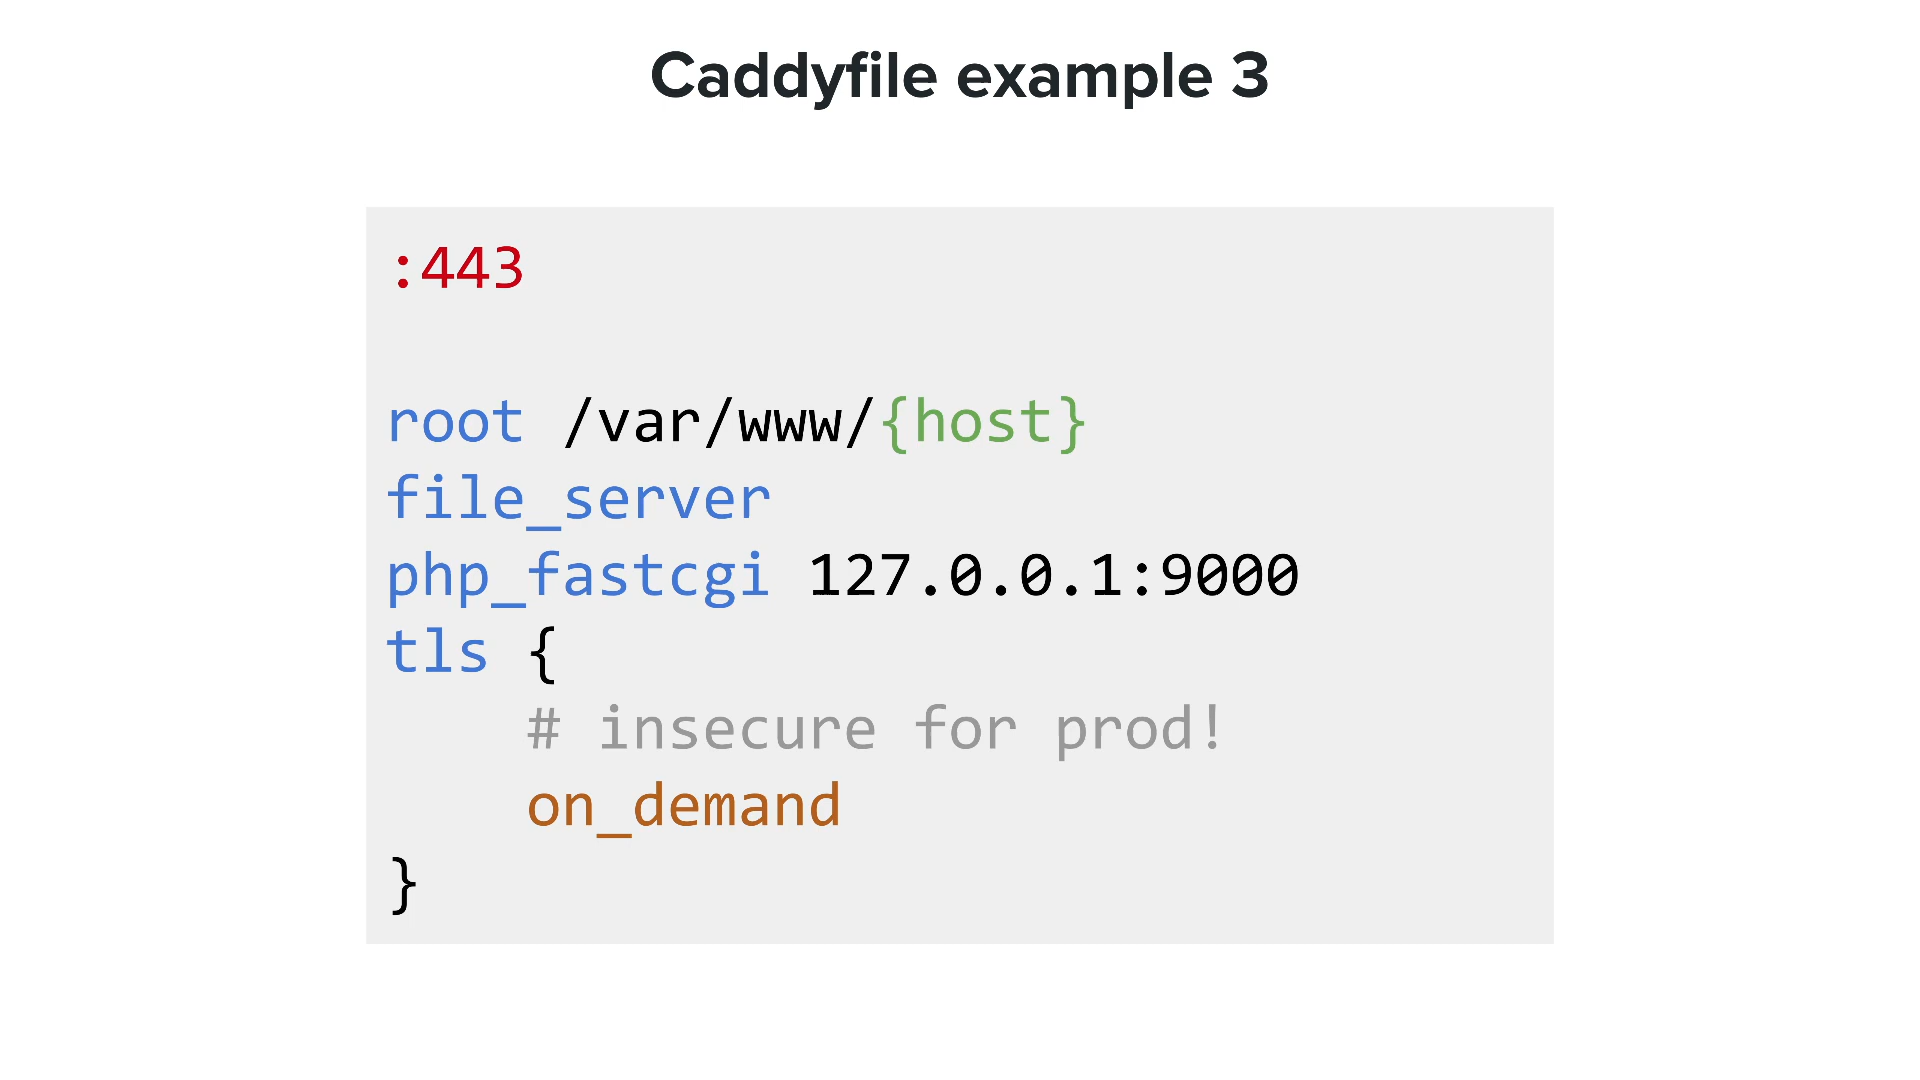 Caddyfile example 3
:443
root /var/www/{host}
file_server
php_fastcgi 127.0.0.1:9000
tls {
    # insecure for prod!
    on_demand
}